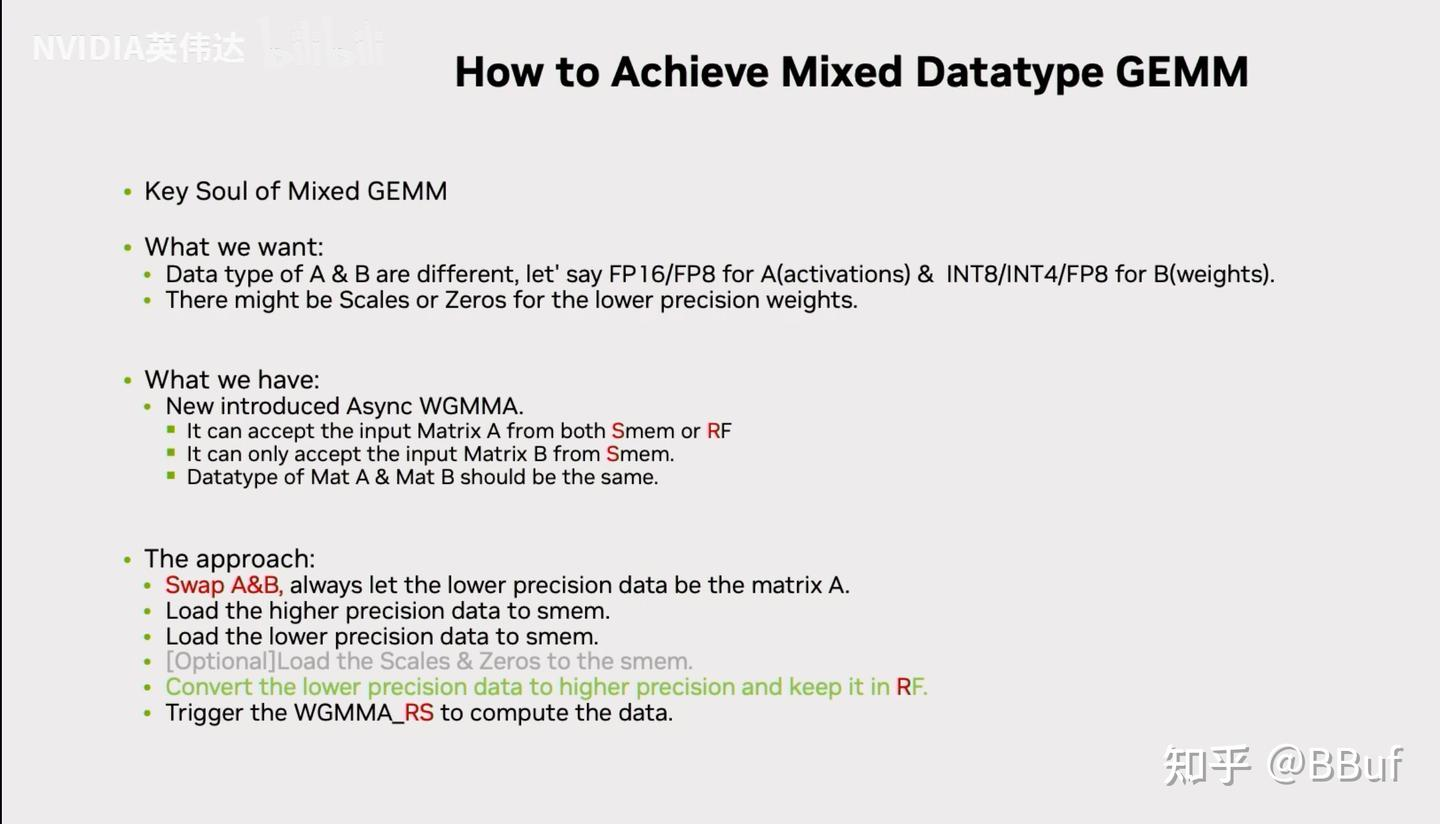 NVIDIA英伟达 bilibili
How to Achieve Mixed Datatype GEMM
• Key Soul of Mixed GEMM
• What we want:
• Data type of A & B are different, let' say FP16/FP8 for A(activations) & INT8/INT4/FP8 for B(weights).
• There might be Scales or Zeros for the lower precision weights.
• What we have:
• New introduced Async WGMMA.
▪ It can accept the input Matrix A from both Smem or RF
▪ It can only accept the input Matrix B from Smem.
▪ Datatype of Mat A & Mat B should be the same.
• The approach:
• Swap A&B, always let the lower precision data be the matrix A.
• Load the higher precision data to smem.
• Load the lower precision data to smem.
• [Optional]Load the Scales & Zeros to the smem.
• Convert the lower precision data to higher precision and keep it in RF.
• Trigger the WGMMA_RS to compute the data.
知乎 @BBuf